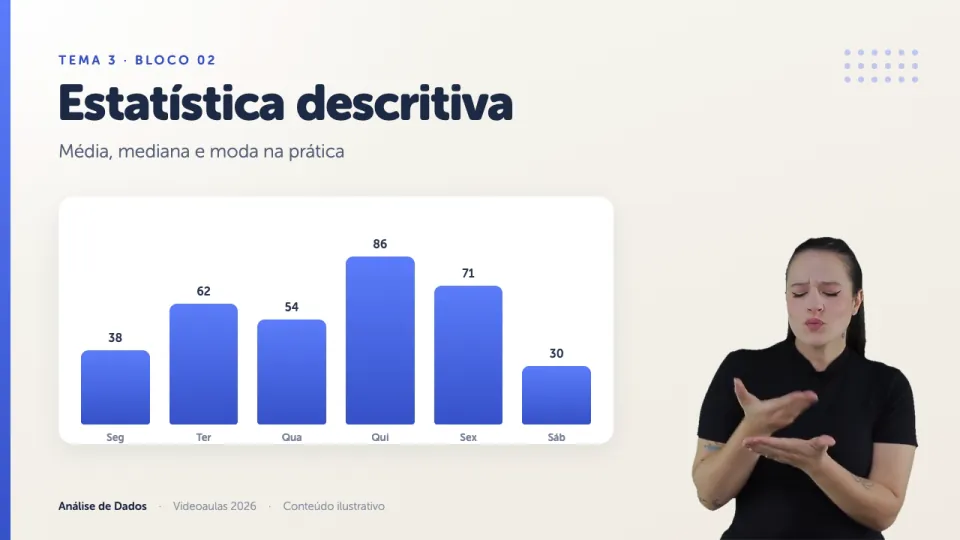 TEMA 3 · BLOCO 02
Estatística descritiva
Média, mediana e moda na prática
38
62
54
86
71
30
Seg
Ter
Qua
Qui
Sex
Sáb
Análise de Dados · Videoaulas 2026 · Conteúdo ilustrativo